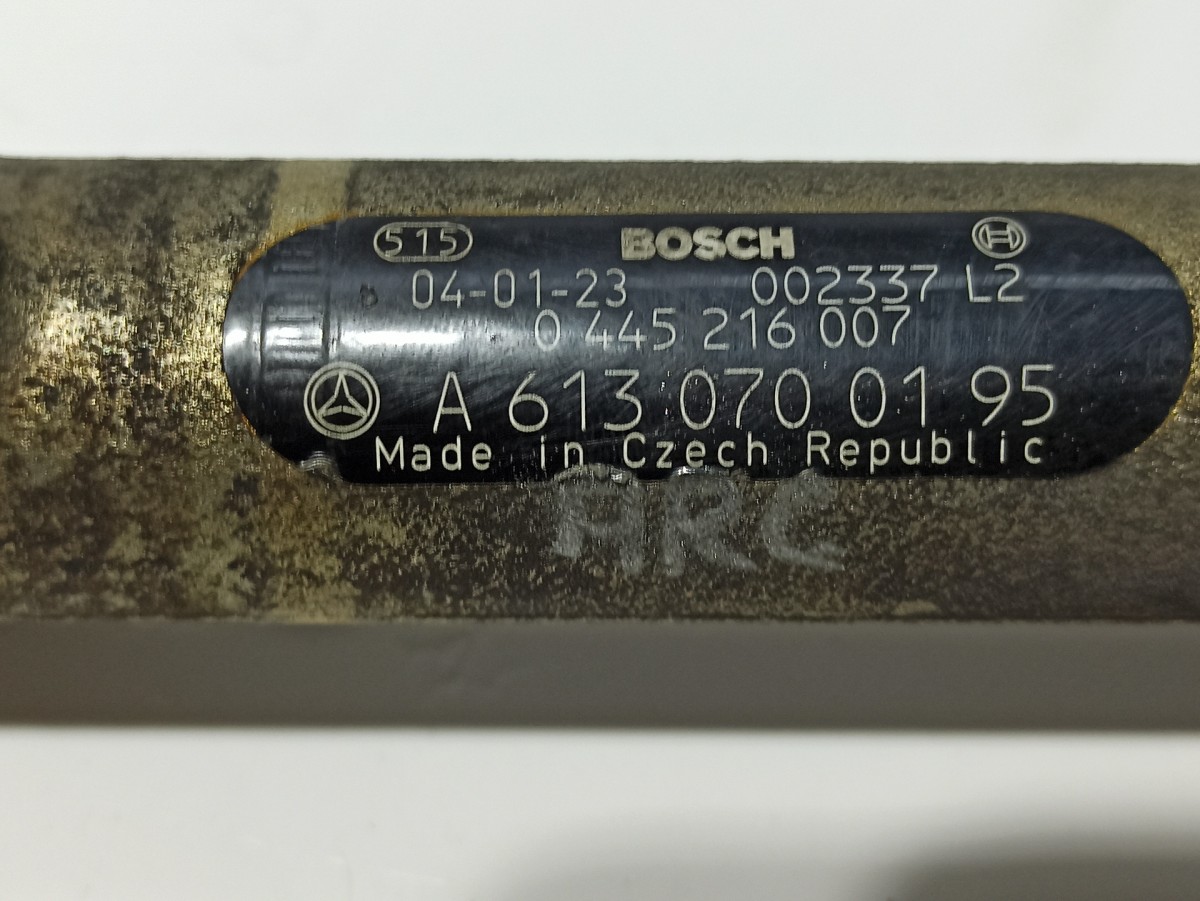 515 BOSCH
04-01-23 002337 L2
0 445 216 007
A 613 070 01 95
Made in Czech Republic
ARC